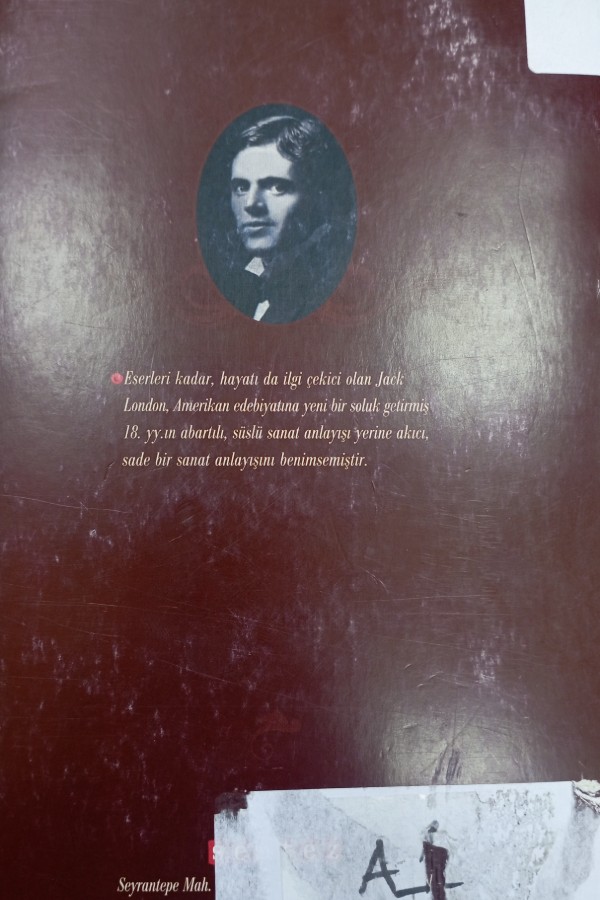 Eserleri kadar, hayatı da ilgi çekici olan Jack
London, Amerikan edebiyatına yeni bir soluk getirmiş
18. yy.ın abartılı, süslü sanat anlayışı yerine akıcı,
sade bir sanat anlayışını benimsemiştir.
Seyrantepe Mah.